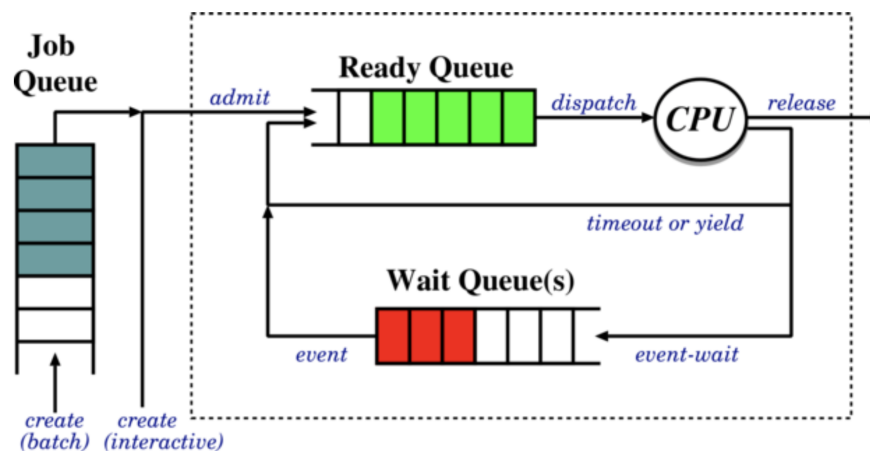 Job
Queue
Ready Queue
admit
dispatch
CPU
release
timeout or yield
Wait Queue(s)
event
event-wait
create
(batch)
create
(interactive)